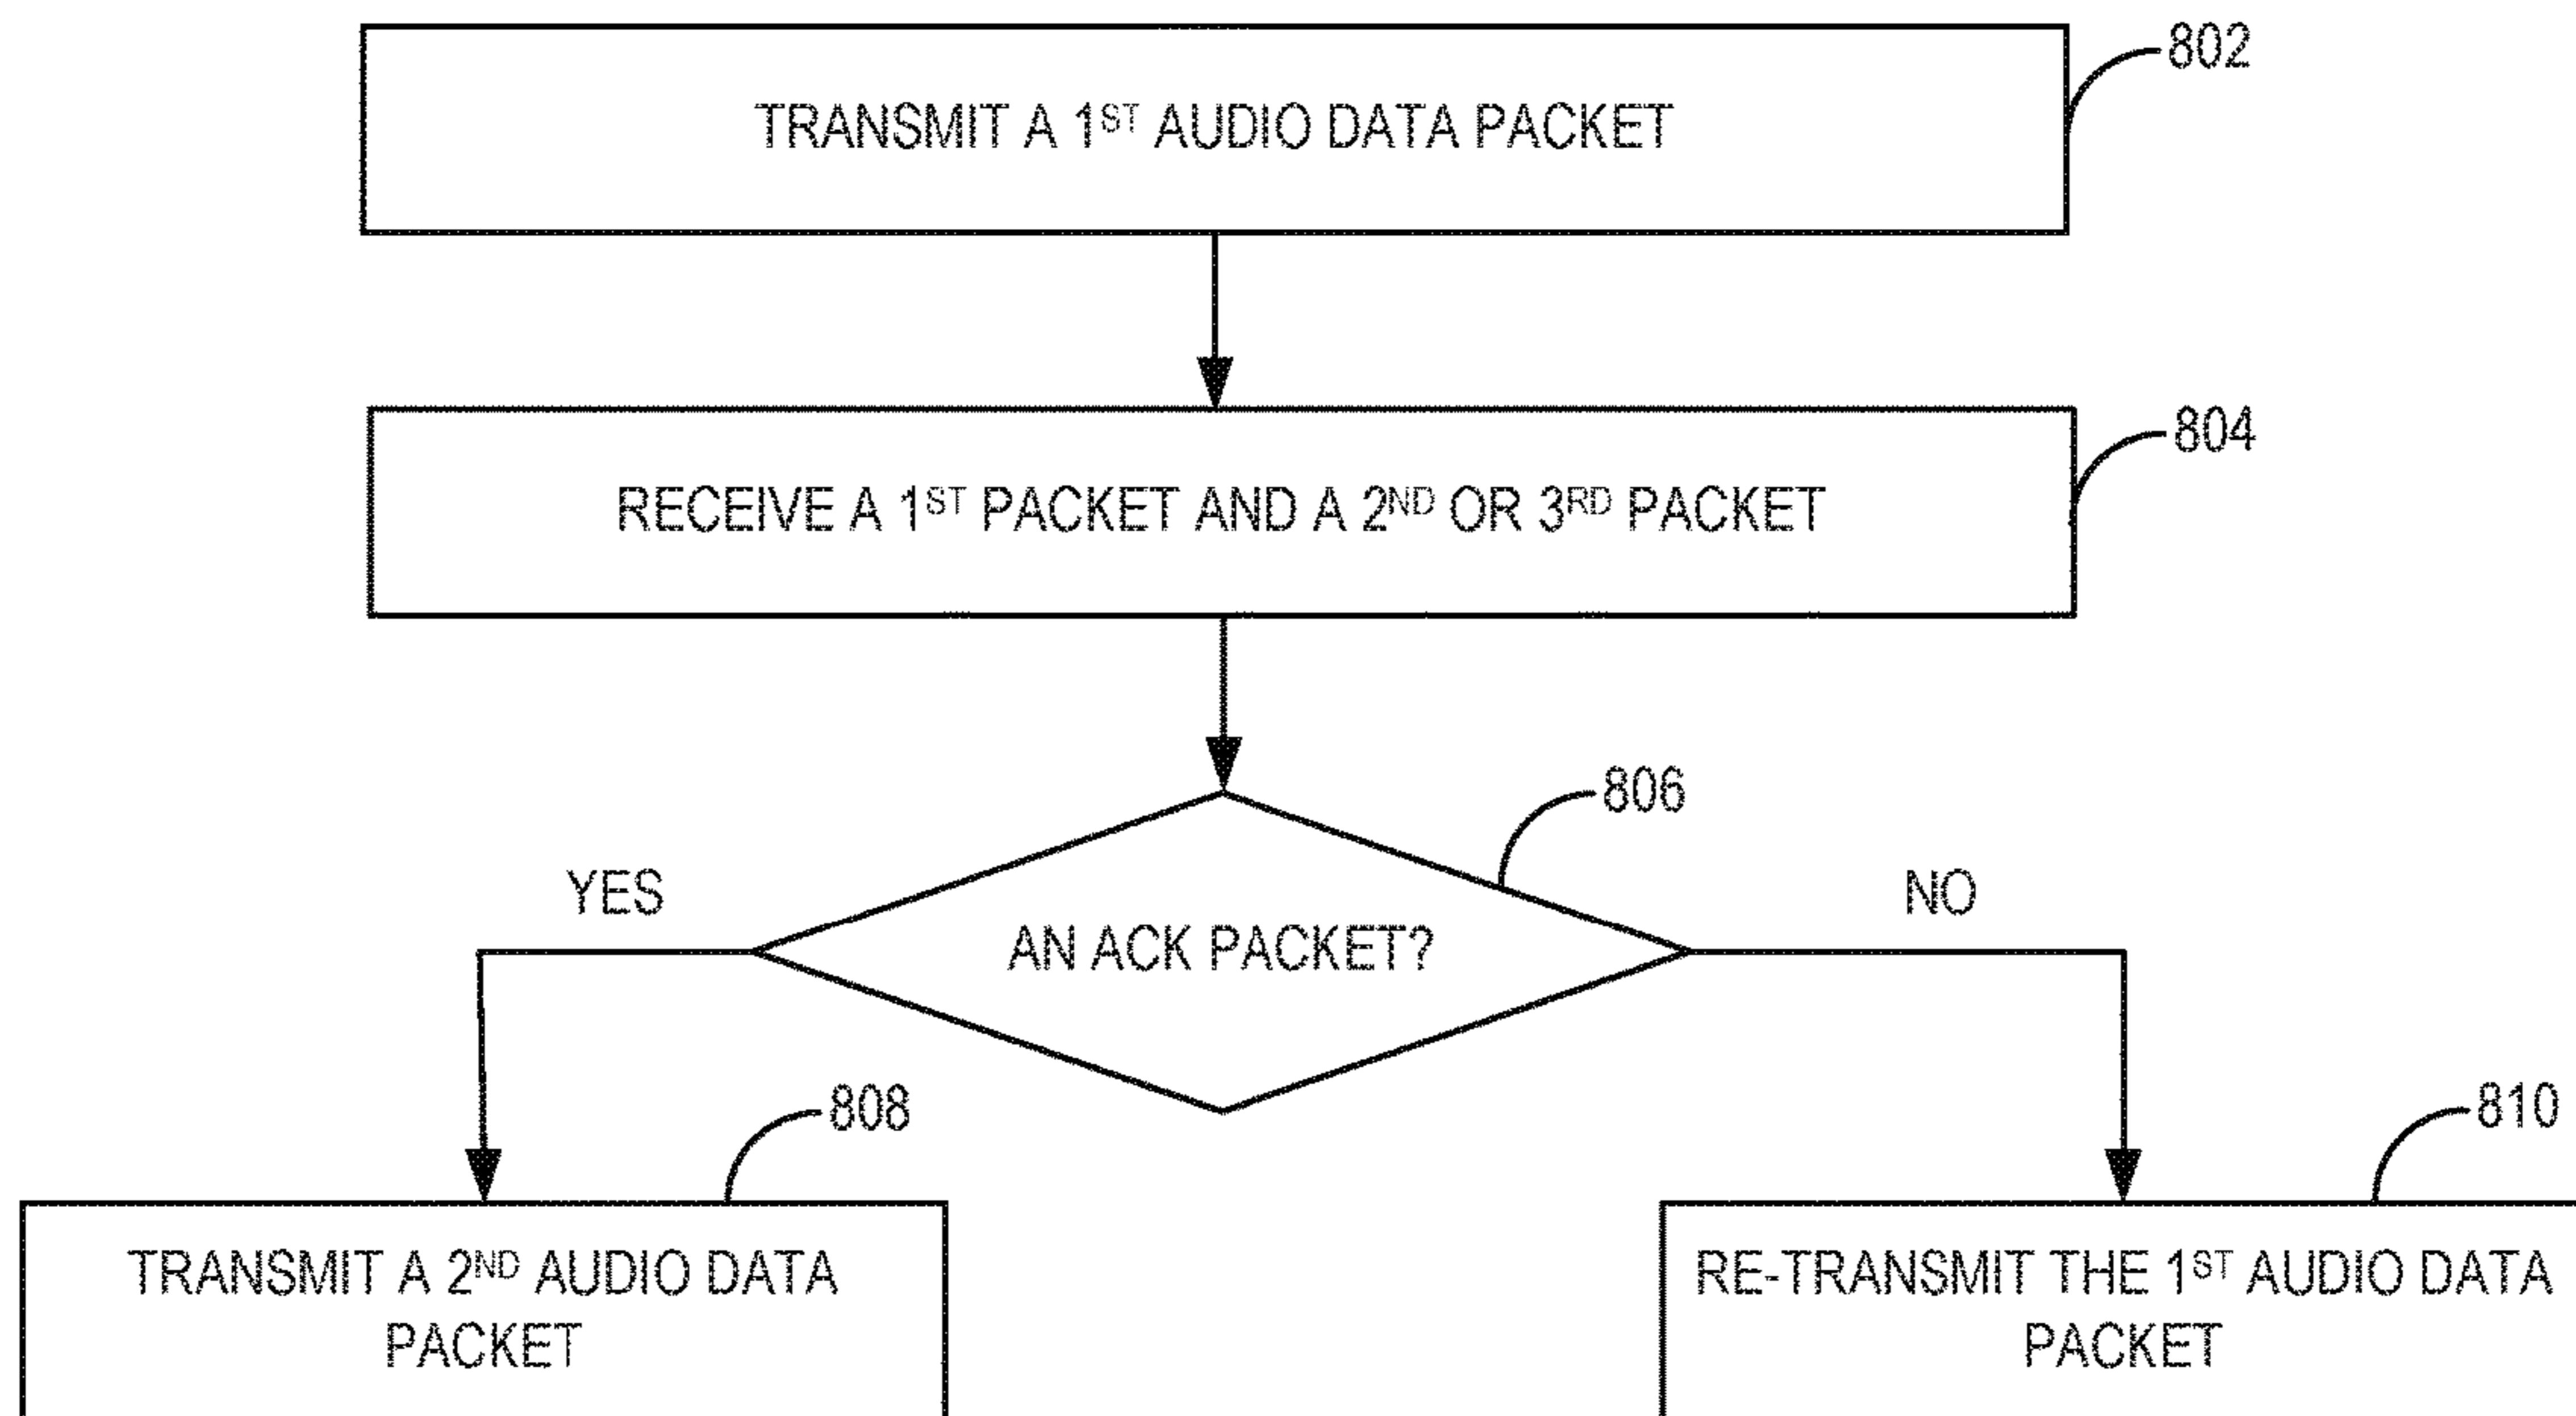 802
TRANSMIT A 1ST AUDIO DATA PACKET
804
RECEIVE A 1ST PACKET AND A 2ND OR 3RD PACKET
806
YES
NO
AN ACK PACKET?
808
810
TRANSMIT A 2ND AUDIO DATA
PACKET
RE-TRANSMIT THE 1ST AUDIO DATA
PACKET